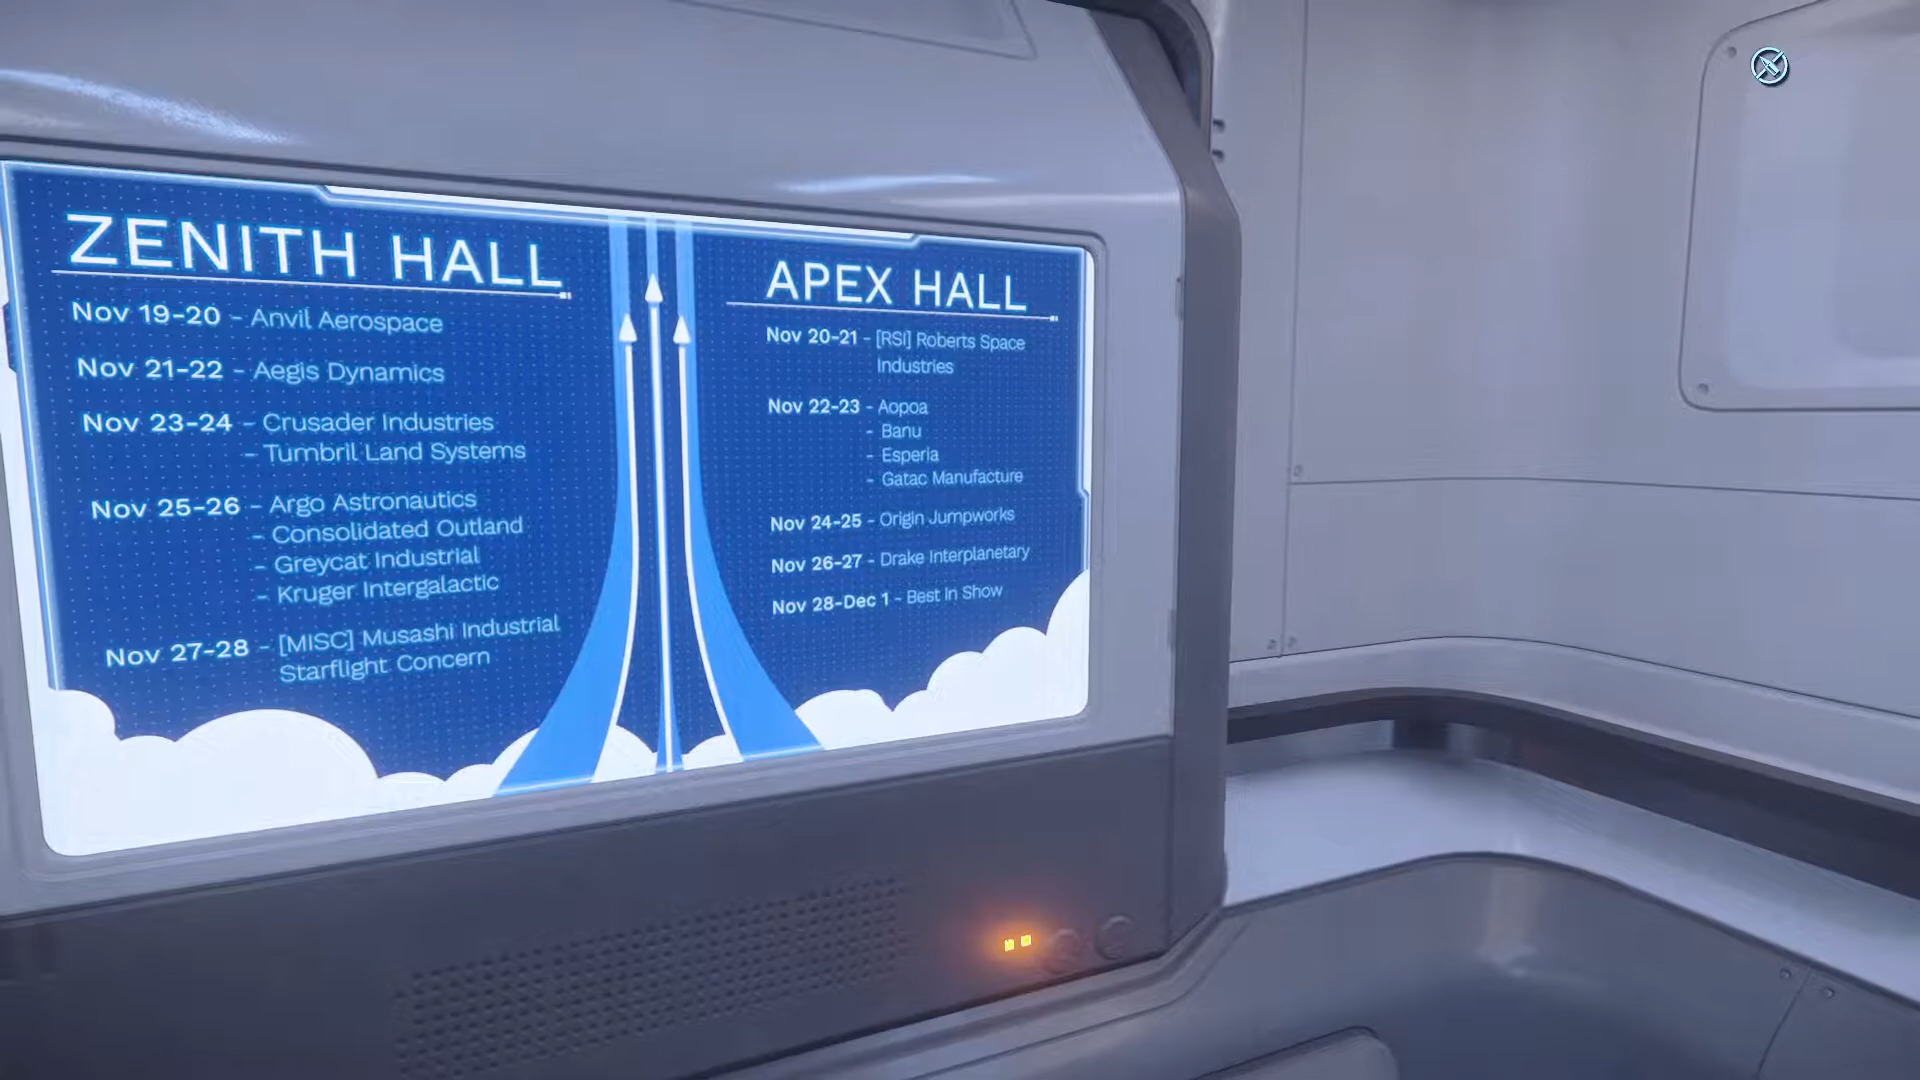 ZENITH HALL
Nov 19-20 - Anvil Aerospace
Nov 21-22 - Aegis Dynamics
Nov 23-24 - Crusader Industries
- Tumbril Land Systems
Nov 25-26 - Argo Astronautics
- Consolidated Outland
- Greycat Industrial
- Kruger Intergalactic
Nov 27-28 - [MISC] Musashi Industrial
Starflight Concern
APEX HALL
Nov 20-21 - [RSI] Roberts Space
Industries
Nov 22-23 - Aopoa
- Banu
- Esperia
- Gatac Manufacture
Nov 24-25 - Origin Jumpworks
Nov 26-27 - Drake Interplanetary
Nov 28-Dec 1 - Best In Show